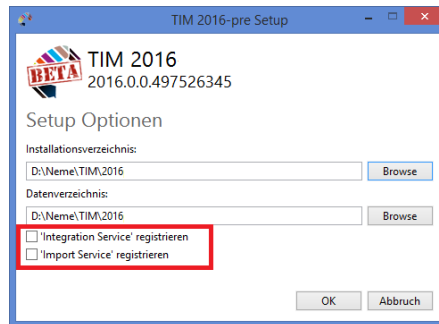 TIM 2016-pre Setup
BETA
TIM 2016
2016.0.0.497526345
Setup Optionen
Installationsverzeichnis:
D:\Neme\TIM\2016
Browse
Datenverzeichnis:
D:\Neme\TIM\2016
Browse
'Integration Service' registrieren
'Import Service' registrieren
OK
Abbruch